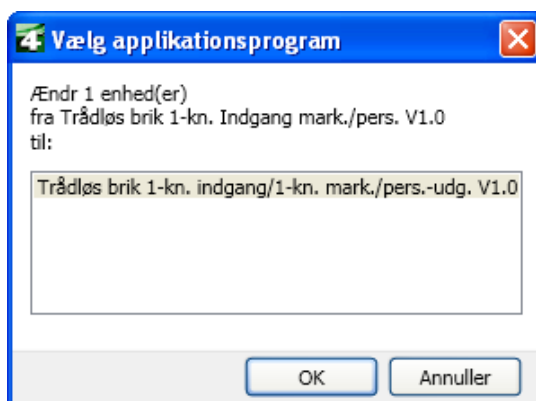 4 Vælg applikationsprogram
Ændr 1 enhed(er)
fra Trådløs brik 1-kn. Indgang mark./pers. V1.0
til:
Trådløs brik 1-kn. indgang/1-kn. mark./pers.-udg. V1.0
OK Annuller